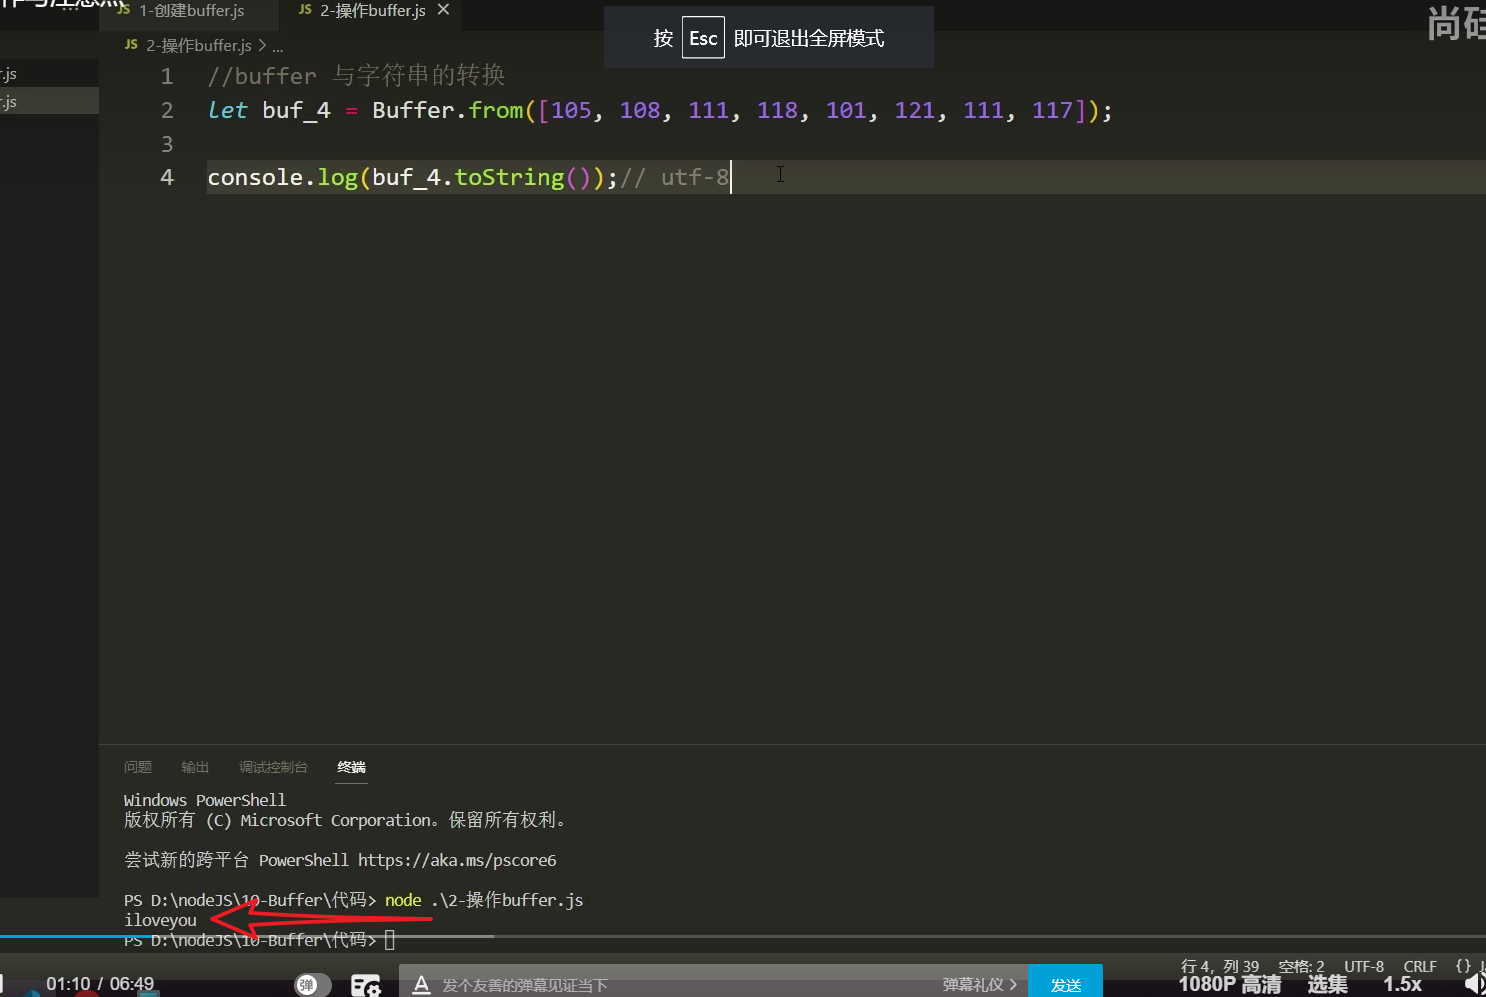 JS 1-创建buffer.js JS 2-操作buffer.js ×
按 Esc 即可退出全屏模式
JS 2-操作buffer.js > ...
.js
.js
1 //buffer 与字符串的转换
2 let buf_4 = Buffer.from([105, 108, 111, 118, 101, 121, 111, 117]);
3
4 console.log(buf_4.toString());// utf-8
问题 输出 调试控制台 终端
Windows PowerShell
版权所有 (C) Microsoft Corporation。保留所有权利。
尝试新的跨平台 PowerShell https://aka.ms/pscore6
PS D:\nodeJS\10-Buffer\代码> node .\2-操作buffer.js
iloveyou
PS D:\nodeJS\10-Buffer\代码>
行 4，列 39 空格: 2 UTF-8 CRLF {}
01:10 / 06:49 弹 A 发个友善的弹幕见证当下 弹幕礼仪 > 发送 1080P 高清 选集 1.5x